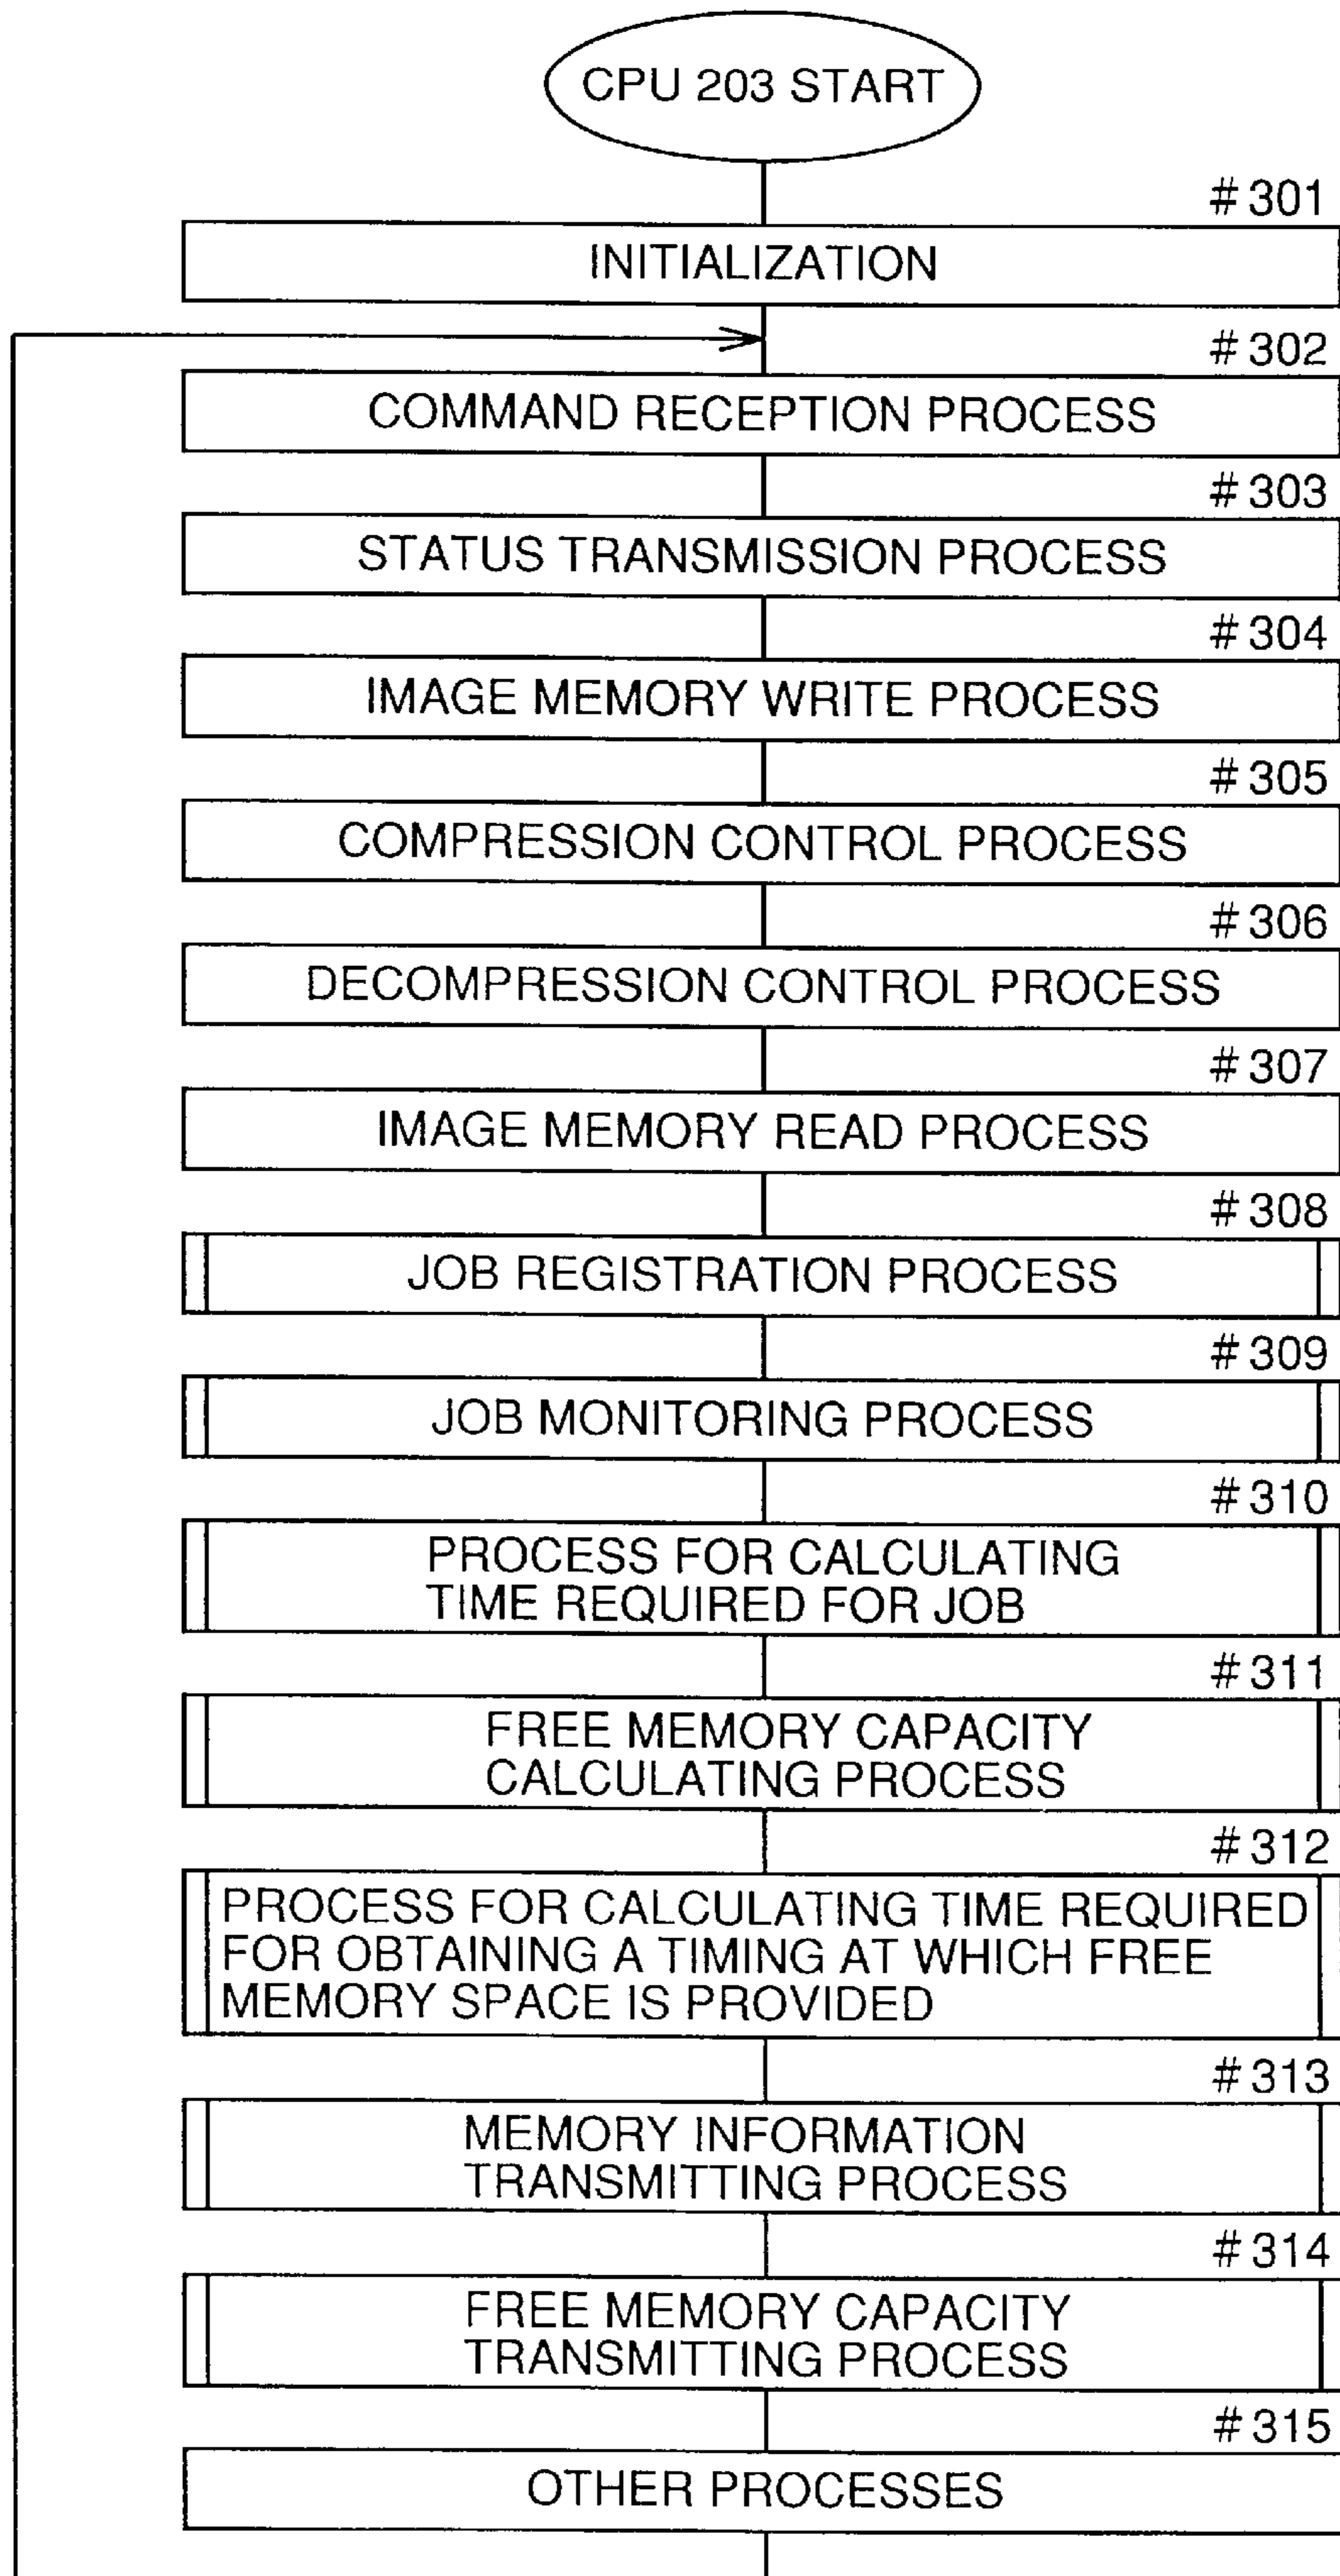 CPU 203 START
#301
INITIALIZATION
#302
COMMAND RECEPTION PROCESS
#303
STATUS TRANSMISSION PROCESS
#304
IMAGE MEMORY WRITE PROCESS
#305
COMPRESSION CONTROL PROCESS
#306
DECOMPRESSION CONTROL PROCESS
#307
IMAGE MEMORY READ PROCESS
#308
JOB REGISTRATION PROCESS
#309
JOB MONITORING PROCESS
#310
PROCESS FOR CALCULATING
TIME REQUIRED FOR JOB
#311
FREE MEMORY CAPACITY
CALCULATING PROCESS
#312
PROCESS FOR CALCULATING TIME REQUIRED
FOR OBTAINING A TIMING AT WHICH FREE
MEMORY SPACE IS PROVIDED
#313
MEMORY INFORMATION
TRANSMITTING PROCESS
#314
FREE MEMORY CAPACITY
TRANSMITTING PROCESS
#315
OTHER PROCESSES